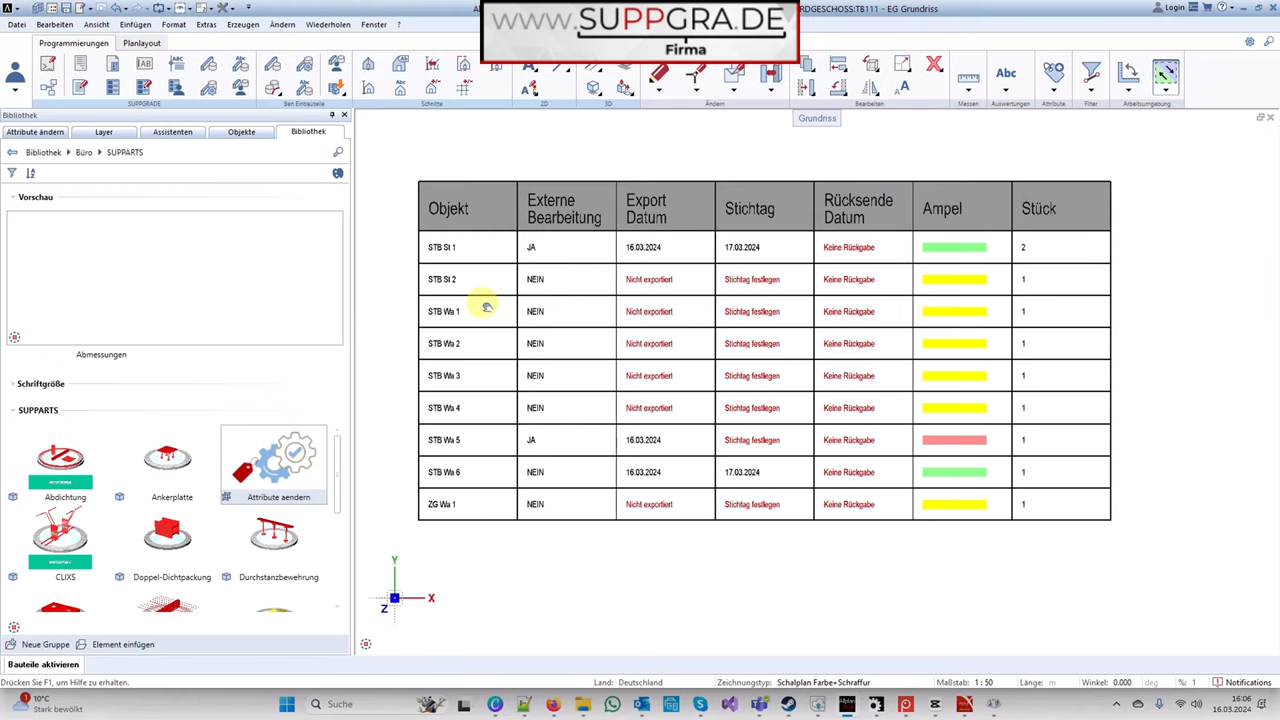 RDGESCHOSS:TB111 - EG Grundriss
Login
Datei Bearbeiten Einfügen Format Extras Erzeugen Ändern Wiederholen Fenster ?
www.SUPPGRA.DE
Firma
Programmierungen Planlayout
SUPPGRADE Ben.Einbauteile Schnitte 2D 3D Ändern Bearbeiten Messen Auswertungen Attribute Filter Arbeitsumgebung
Abc
Bibliothek
Attribute ändern Layer Assistenten Objekte Bibliothek
Grundriss
Bibliothek Büro SUPPARTS
Vorschau
Abmessungen
Schriftgröße
SUPPARTS
Abdichtung Ankerplatte Attribute aendern
CLIXS Doppel-Dichtpackung Durchstanzbewehrung
Neue Gruppe Element einfügen
Bauteile aktivieren
Objekt Externe Bearbeitung Export Datum Stichtag Rücksende Datum Ampel Stück
STB St 1 JA 16.03.2024 17.03.2024 Keine Rückgabe 2
STB St 2 NEIN Nicht exportiert Stichtag festlegen Keine Rückgabe 1
STB Wa 1 NEIN Nicht exportiert Stichtag festlegen Keine Rückgabe 1
STB Wa 2 NEIN Nicht exportiert Stichtag festlegen Keine Rückgabe 1
STB Wa 3 NEIN Nicht exportiert Stichtag festlegen Keine Rückgabe 1
STB Wa 4 NEIN Nicht exportiert Stichtag festlegen Keine Rückgabe 1
STB Wa 5 JA 16.03.2024 Stichtag festlegen Keine Rückgabe 1
STB Wa 6 NEIN 16.03.2024 17.03.2024 Keine Rückgabe 1
ZG Wa 1 NEIN Nicht exportiert Stichtag festlegen Keine Rückgabe 1
Y
X
Z
Drücken Sie F1, um Hilfe zu erhalten. Land: Deutschland Zeichnungstyp: Schalplan Farbe+Schraffur Maßstab: 1 : 50 Länge: m Winkel: 0.000 deg %: 1 Notifications
10°C
Stark bewölkt
Suche
16:06
16.03.2024